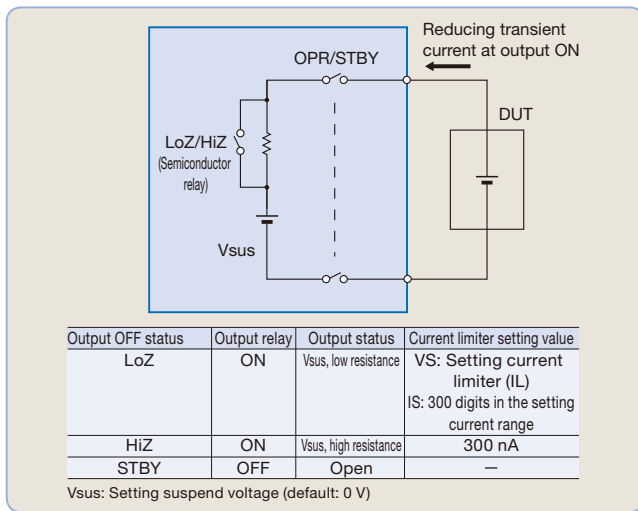 Reducing transient
current at output ON
OPR/STBY
DUT
LoZ/HiZ
(Semiconductor
relay)
Vsus
Output OFF status Output relay Output status Current limiter setting value
LoZ ON Vsus, low resistance VS: Setting current
limiter (IL)
IS: 300 digits in the setting
current range
HiZ ON Vsus, high resistance 300 nA
STBY OFF Open —
Vsus: Setting suspend voltage (default: 0 V)